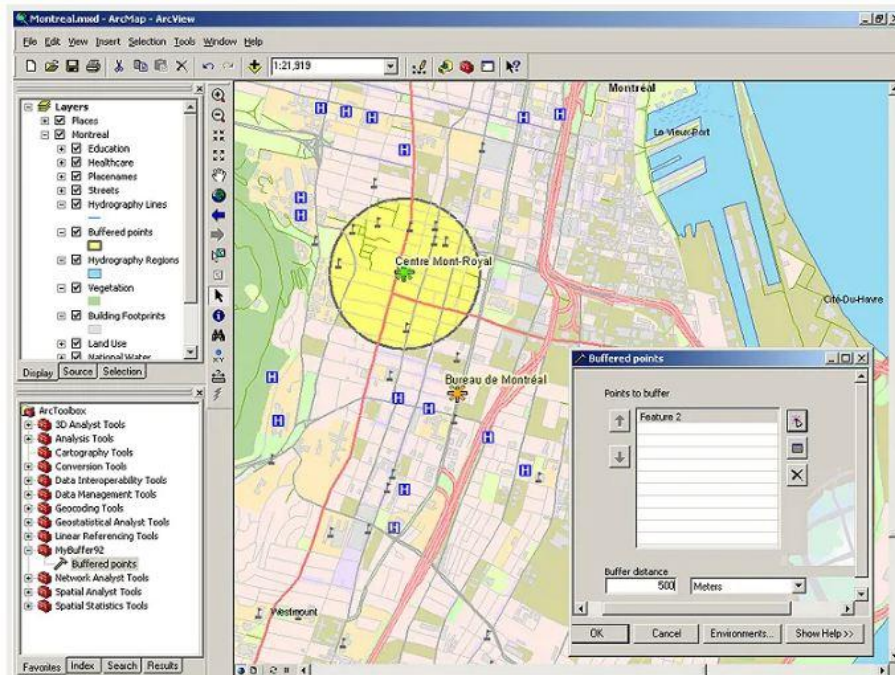 Montreal.mxd - ArcMap - ArcView
File Edit View Insert Selection Tools Window Help
1:21,919
Layers
Places
Montreal
Education
Healthcare
Placenames
Streets
Hydrography Lines
Buffered points
Hydrography Regions
Vegetation
Building Footprints
Land Use
National Water
Display Source Selection
ArcToolbox
3D Analyst Tools
Analysis Tools
Cartography Tools
Conversion Tools
Data Interoperability Tools
Data Management Tools
Geocoding Tools
Geostatistical Analyst Tools
Linear Referencing Tools
MyBuffer92
Buffered points
Network Analyst Tools
Spatial Analyst Tools
Spatial Statistics Tools
Favorites Index Search Results
XY
Montréal
Le Vieux-Port
H H H H
H
H
H
Centre Mont-Royal
Cité-Du-Havre
Bureau de Montréal
H
H H
H
H
H
H
Westmount
Buffered points
Points to buffer
Feature 2
Buffer distance
500 Meters
OK Cancel Environments... Show Help >>